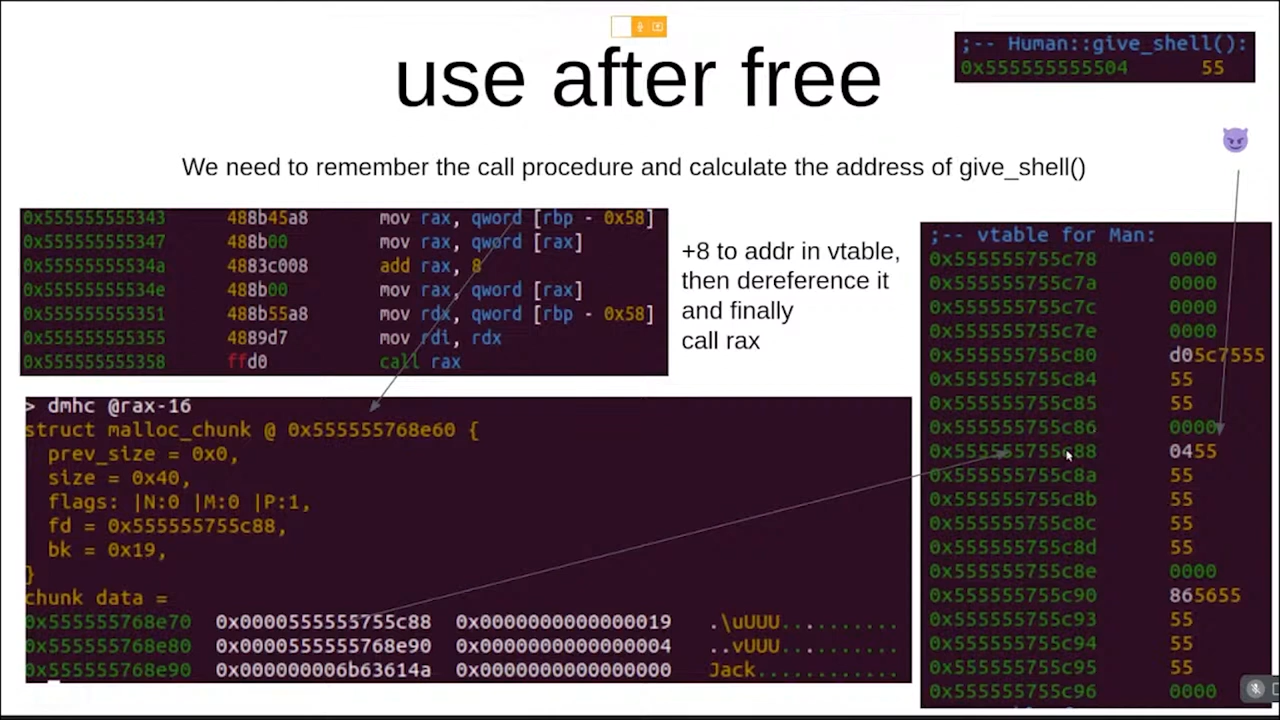 use after free
;-- Human::give_shell():
0x555555555504 55
We need to remember the call procedure and calculate the address of give_shell()
0x555555555343 488b45a8 mov rax, qword [rbp - 0x58]
0x555555555347 488b00 mov rax, qword [rax]
0x55555555534a 4883c008 add rax, 8
0x55555555534e 488b00 mov rax, qword [rax]
0x555555555351 488b55a8 mov rdx, qword [rbp - 0x58]
0x555555555355 4889d7 mov rdi, rdx
0x555555555358 ffd0 call rax
+8 to addr in vtable,
then dereference it
and finally
call rax
> dmhc @rax-16
struct malloc_chunk @ 0x555555768e60 {
prev_size = 0x0,
size = 0x40,
flags: |N:0 |M:0 |P:1,
fd = 0x555555755c88,
bk = 0x19,
}
chunk data =
0x555555768e70 0x0000555555755c88 0x0000000000000019 .\uUUU..........
0x555555768e80 0x0000555555768e90 0x0000000000000004 ..vUUU..........
0x555555768e90 0x000000006b63614a 0x0000000000000000 Jack............
;-- vtable for Man:
0x555555755c78 0000
0x555555755c7a 0000
0x555555755c7c 0000
0x555555755c7e 0000
0x555555755c80 d05c7555
0x555555755c84 55
0x555555755c85 55
0x555555755c86 0000
0x555555755c88 0455
0x555555755c8a 55
0x555555755c8b 55
0x555555755c8c 55
0x555555755c8d 55
0x555555755c8e 0000
0x555555755c90 865655
0x555555755c93 55
0x555555755c94 55
0x555555755c95 55
0x555555755c96 0000